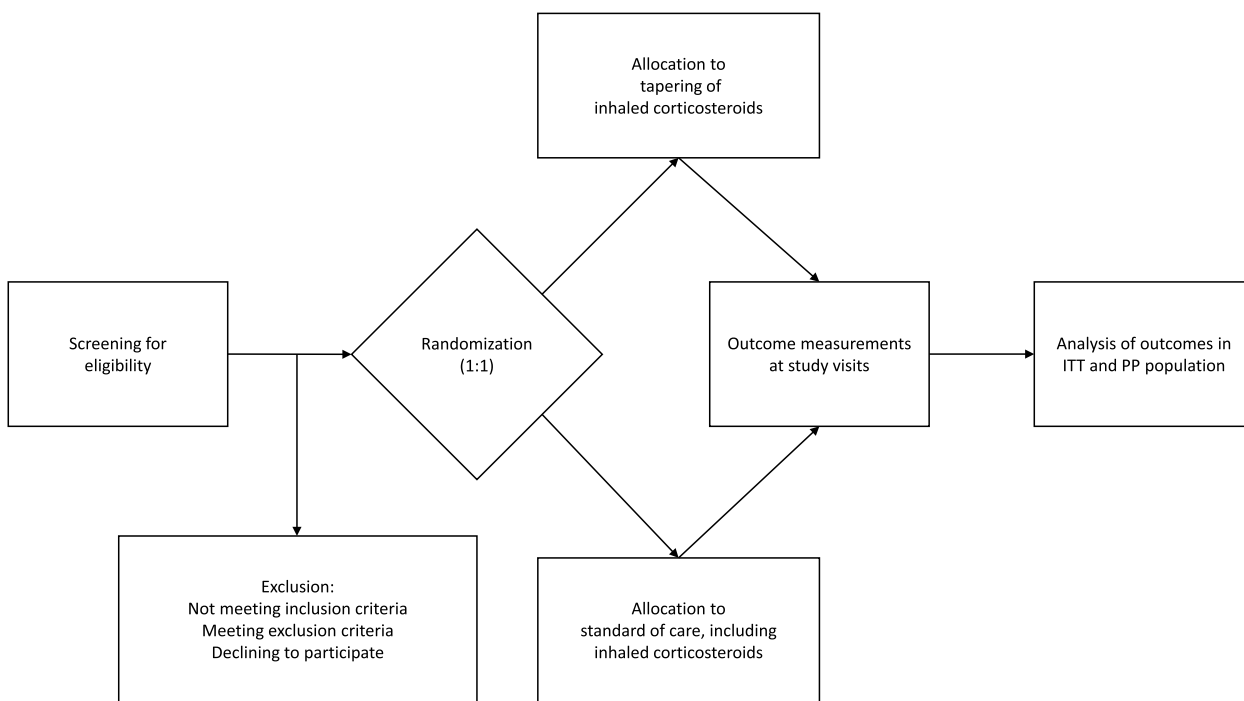 Allocation to
tapering of
inhaled corticosteroids
Screening for
eligibility
Randomization
(1:1)
Outcome measurements
at study visits
Analysis of outcomes in
ITT and PP population
Exclusion:
Not meeting inclusion criteria
Meeting exclusion criteria
Declining to participate
Allocation to
standard of care, including
inhaled corticosteroids